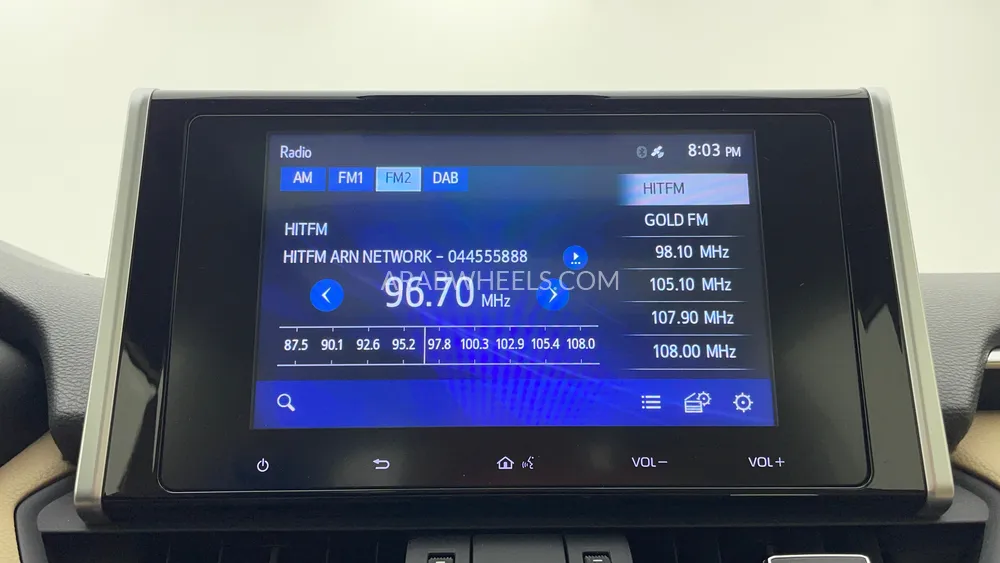 Radio
8:03 PM
AM FM1 FM2 DAB
HITFM
HITFM ARN NETWORK - 044555888
96.70 MHz
87.5 90.1 92.6 95.2 97.8 100.3 102.9 105.4 108.0
HITFM
GOLD FM
98.10 MHz
105.10 MHz
107.90 MHz
108.00 MHz
ARABWHEELS.COM
VOL− VOL+